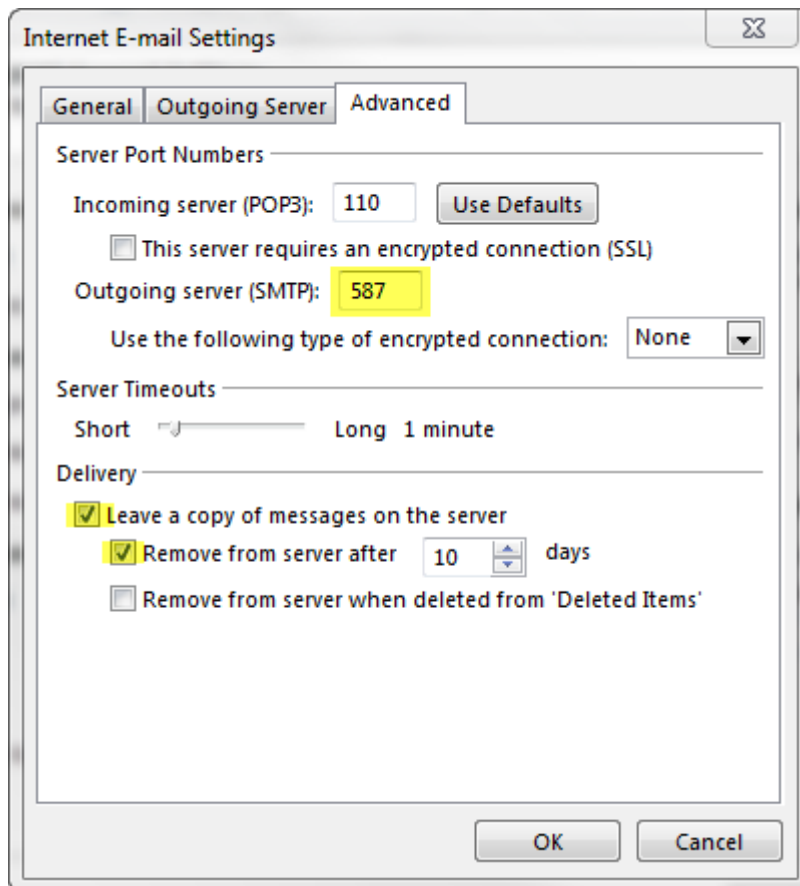 Internet E-mail Settings
General Outgoing Server Advanced
Server Port Numbers
Incoming server (POP3): 110 Use Defaults
This server requires an encrypted connection (SSL)
Outgoing server (SMTP): 587
Use the following type of encrypted connection: None
Server Timeouts
Short Long 1 minute
Delivery
Leave a copy of messages on the server
Remove from server after 10 days
Remove from server when deleted from 'Deleted Items'
OK Cancel